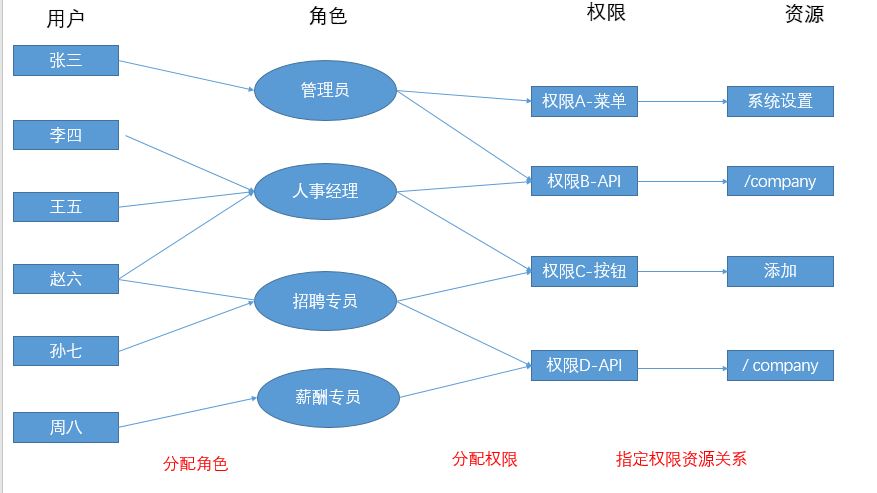 用户
角色
权限
资源
张三
管理员
权限A-菜单
系统设置
李四
人事经理
权限B-API
/company
王五
赵六
招聘专员
权限C-按钮
添加
孙七
薪酬专员
权限D-API
/ company
周八
分配角色
分配权限
指定权限资源关系